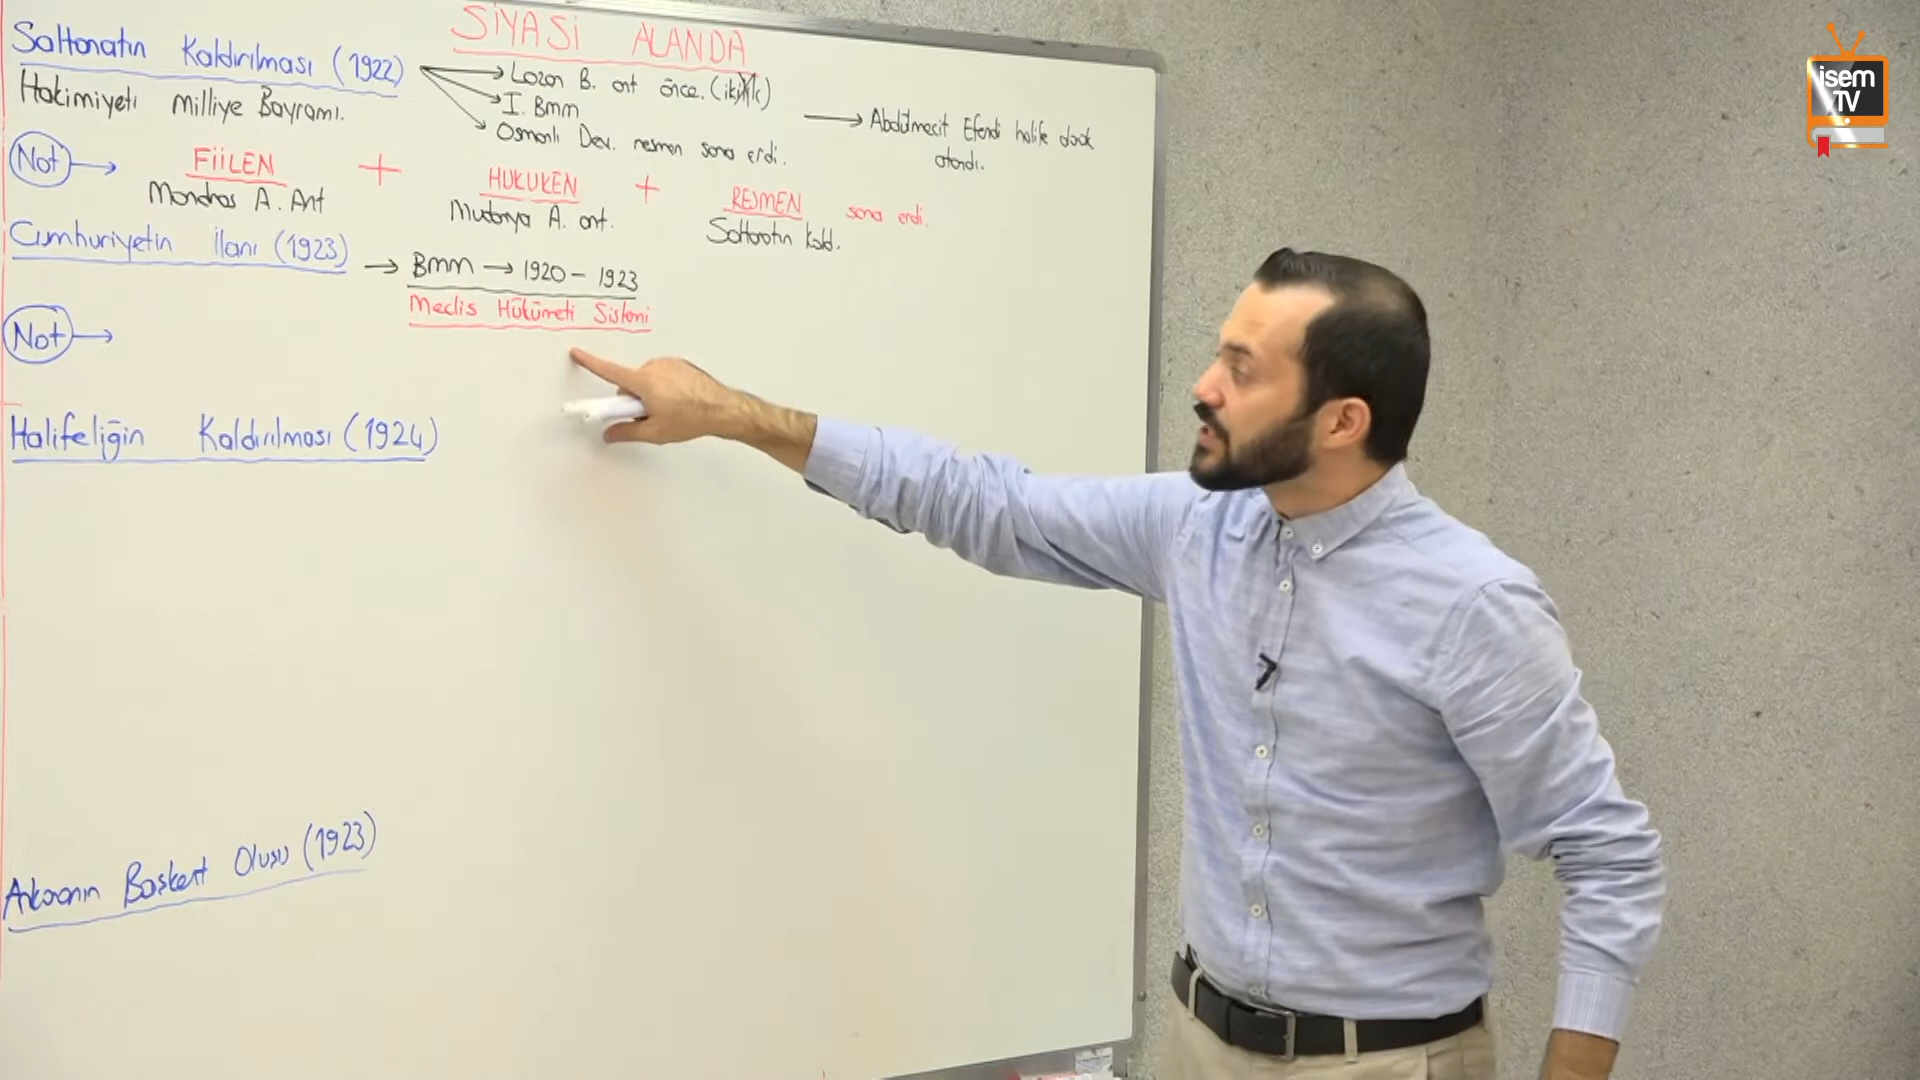 SİYASİ ALANDA
Saltanatın Kaldırılması (1922)
Hakimiyeti milliye Bayramı.
Lozan B. ant önce. (ikilik)
I. Bmm
Osmanlı Dev. resmen sona erdi.
Abdülmecit Efendi halife olarak
atandı.
Not
FİİLEN + HUKUKEN + RESMEN sona erdi.
Mondros A. Ant
Mudanya A. ant.
Saltanatın kald.
Cumhuriyetin ilanı (1923)
Bmm → 1920 - 1923
Meclis Hükümeti Sistemi
Not
Halifeliğin Kaldırılması (1924)
Ankaranın Başkent Oluşu (1923)
isem
TV